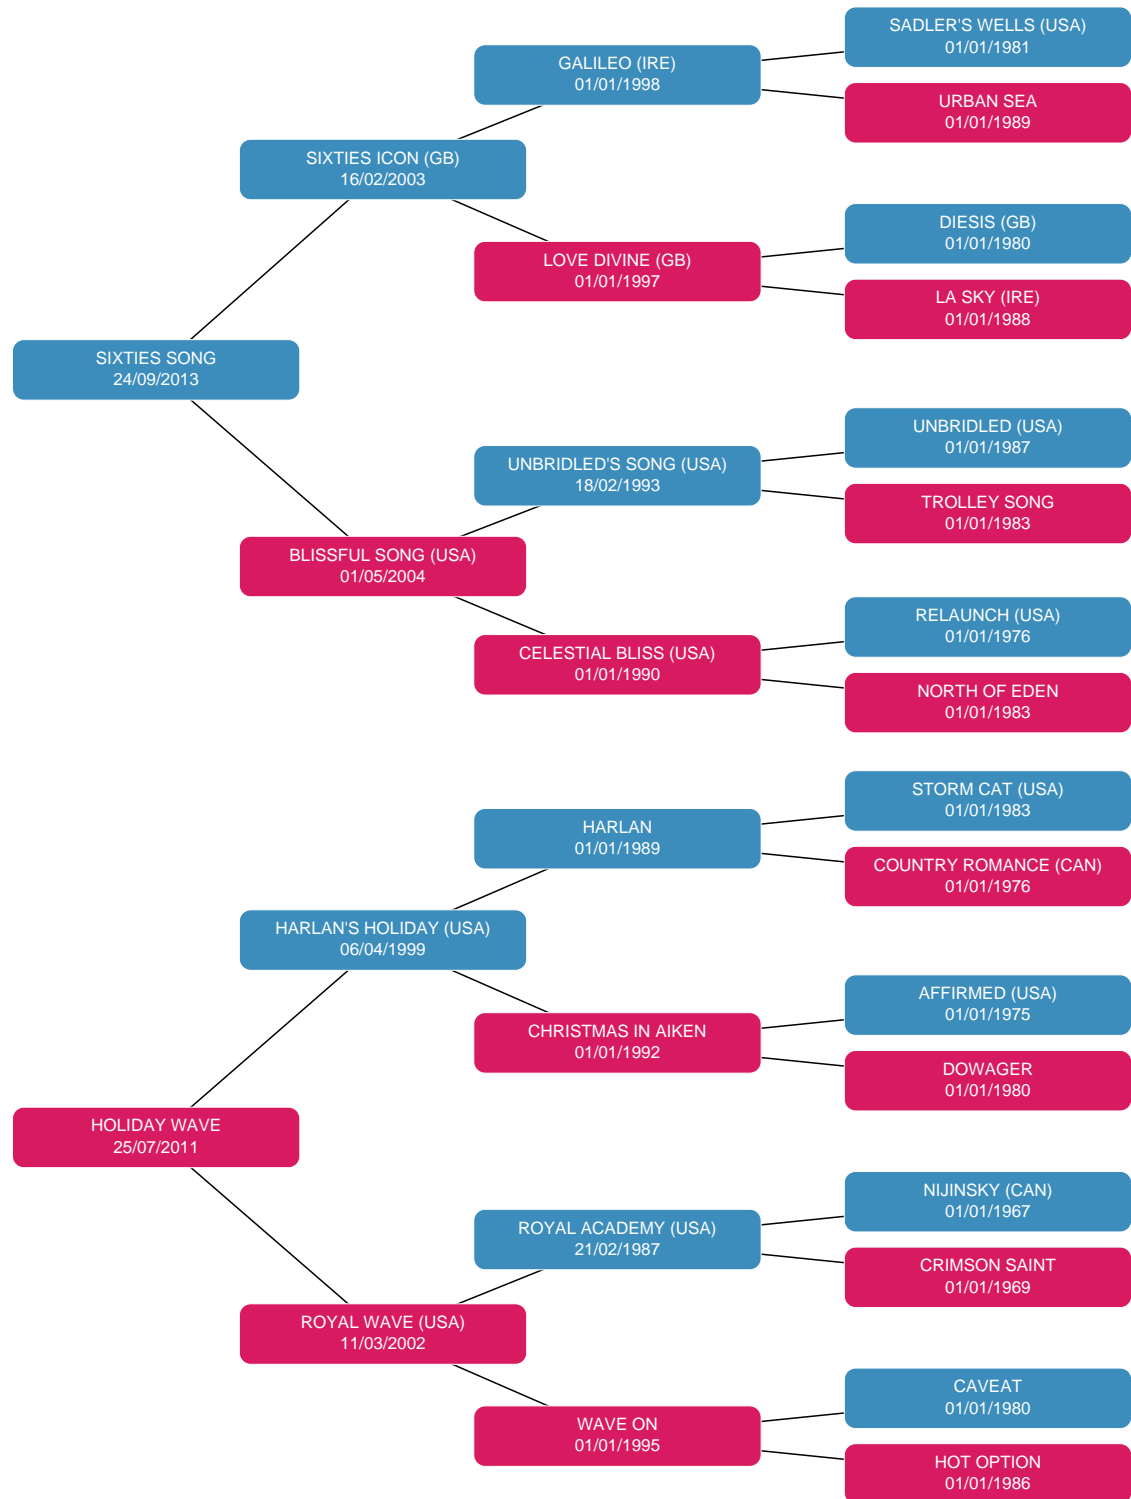 SADLER'S WELLS (USA)
01/01/1981
GALILEO (IRE)
01/01/1998
URBAN SEA
01/01/1989
SIXTIES ICON (GB)
16/02/2003
DIESIS (GB)
01/01/1980
LOVE DIVINE (GB)
01/01/1997
LA SKY (IRE)
01/01/1988
SIXTIES SONG
24/09/2013
UNBRIDLED (USA)
01/01/1987
UNBRIDLED'S SONG (USA)
18/02/1993
TROLLEY SONG
01/01/1983
BLISSFUL SONG (USA)
01/05/2004
RELAUNCH (USA)
01/01/1976
CELESTIAL BLISS (USA)
01/01/1990
NORTH OF EDEN
01/01/1983
STORM CAT (USA)
01/01/1983
HARLAN
01/01/1989
COUNTRY ROMANCE (CAN)
01/01/1976
HARLAN'S HOLIDAY (USA)
06/04/1999
AFFIRMED (USA)
01/01/1975
CHRISTMAS IN AIKEN
01/01/1992
DOWAGER
01/01/1980
HOLIDAY WAVE
25/07/2011
NIJINSKY (CAN)
01/01/1967
ROYAL ACADEMY (USA)
21/02/1987
CRIMSON SAINT
01/01/1969
ROYAL WAVE (USA)
11/03/2002
CAVEAT
01/01/1980
WAVE ON
01/01/1995
HOT OPTION
01/01/1986